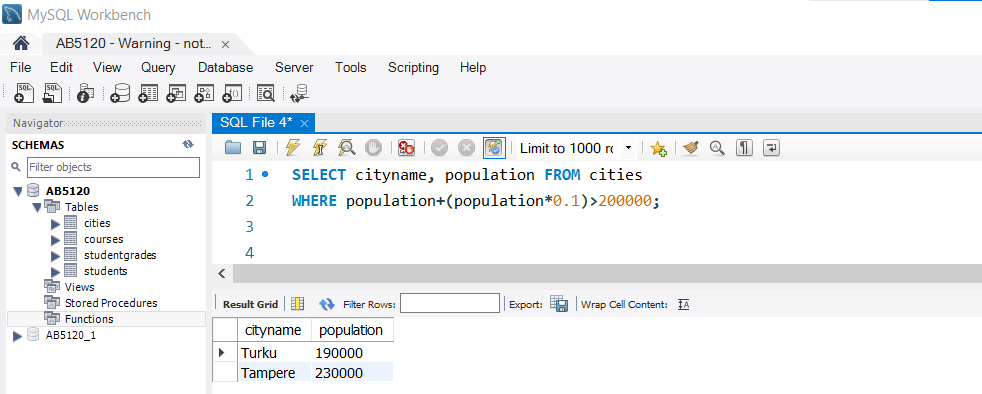 MySQL Workbench
AB5120 - Warning - not... ×
File Edit View Query Database Server Tools Scripting Help
Navigator
SQL File 4* ×
SCHEMAS
Filter objects
Limit to 1000 rc
AB5120
Tables
cities
courses
studentgrades
students
Views
Stored Procedures
Functions
AB5120_1
1 SELECT cityname, population FROM cities
2 WHERE population+(population*0.1)>200000;
3
4
Result Grid Filter Rows: Export: Wrap Cell Content: IA
cityname population
Turku 190000
Tampere 230000